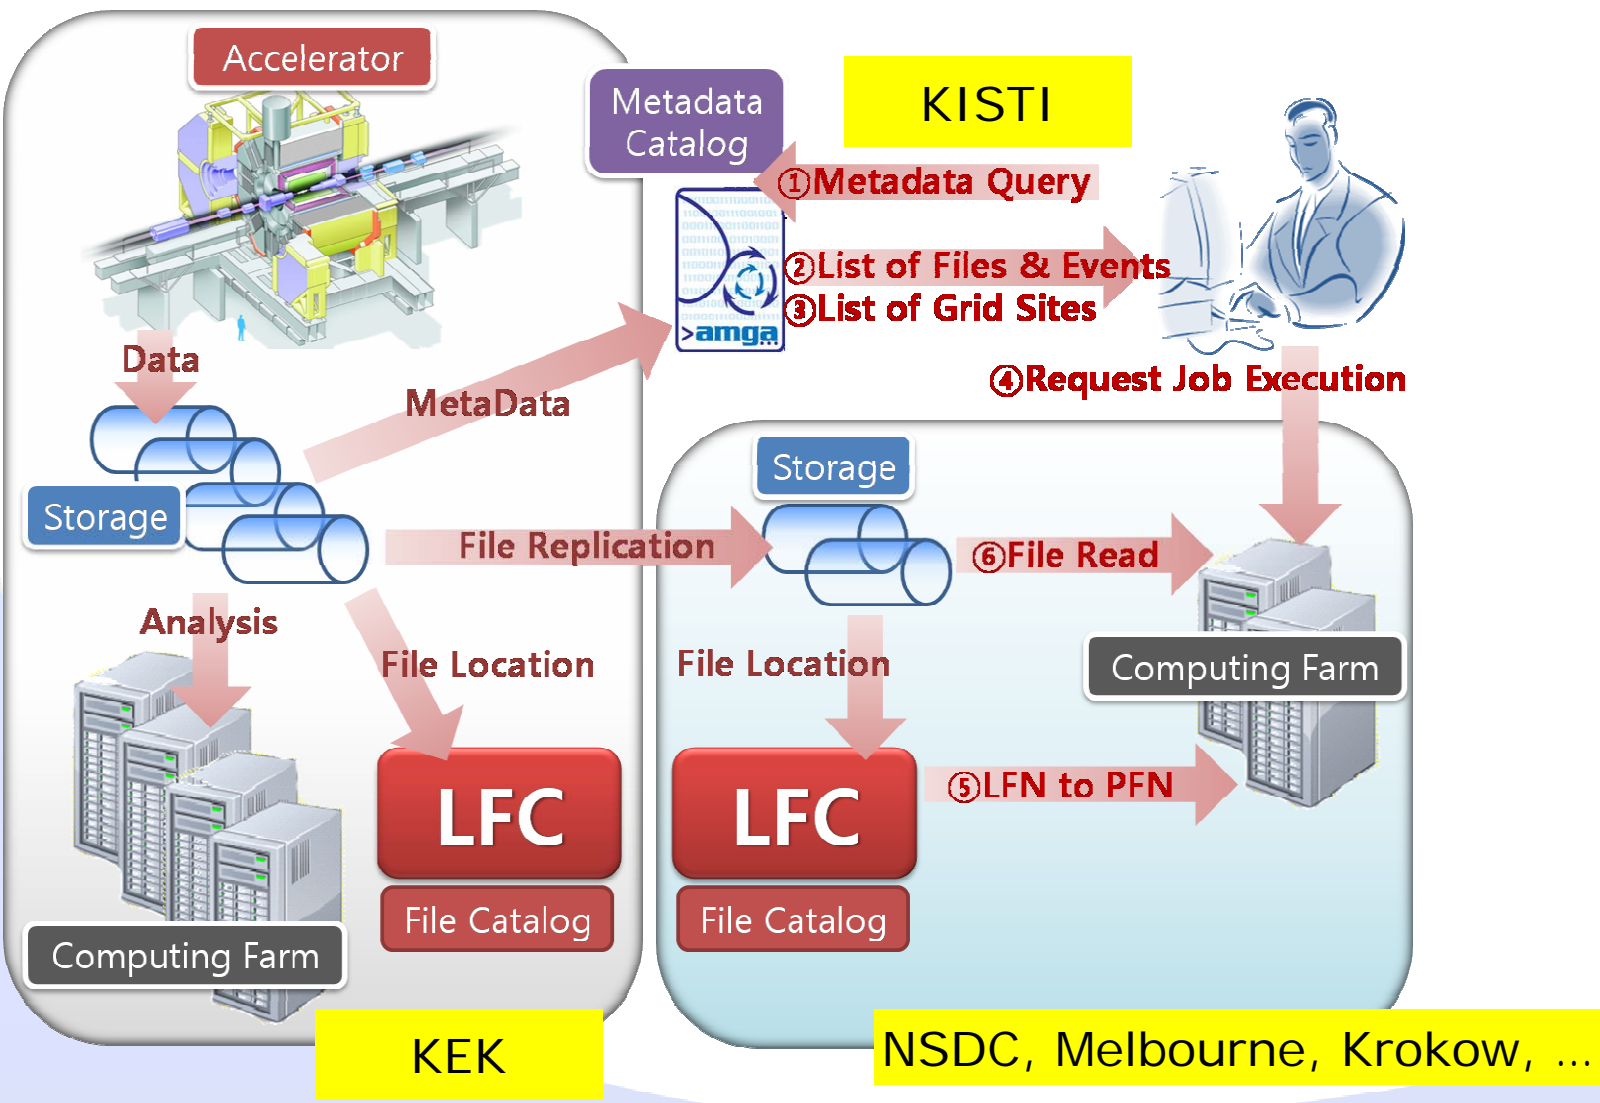 Accelerator
Metadata
Catalog
KISTI
①Metadata Query
②List of Files & Events
③List of Grid Sites
>amga...
Data
MetaData
④Request Job Execution
Storage
Storage
File Replication
⑥File Read
Analysis
File Location
File Location
Computing Farm
LFC
LFC
⑤LFN to PFN
File Catalog
File Catalog
Computing Farm
KEK
NSDC, Melbourne, Krokow, ...